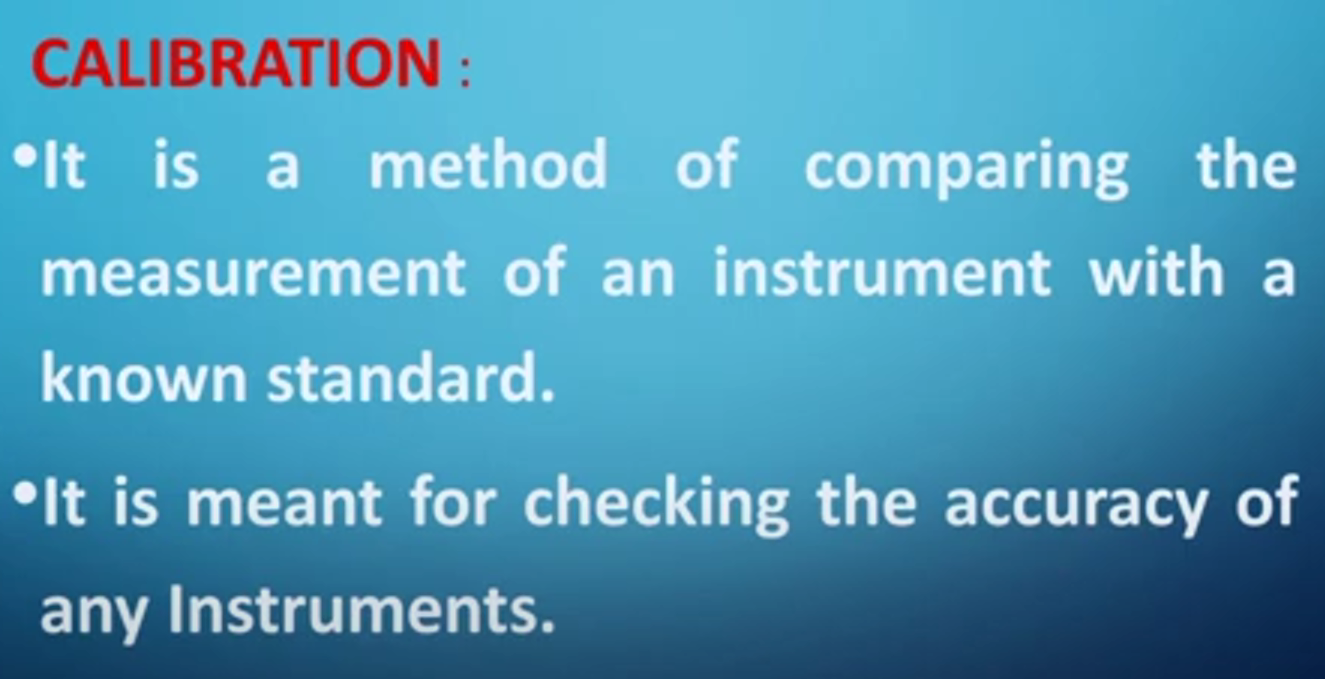 CALIBRATION :
•It is a method of comparing the
measurement of an instrument with a
known standard.
•It is meant for checking the accuracy of
any Instruments.